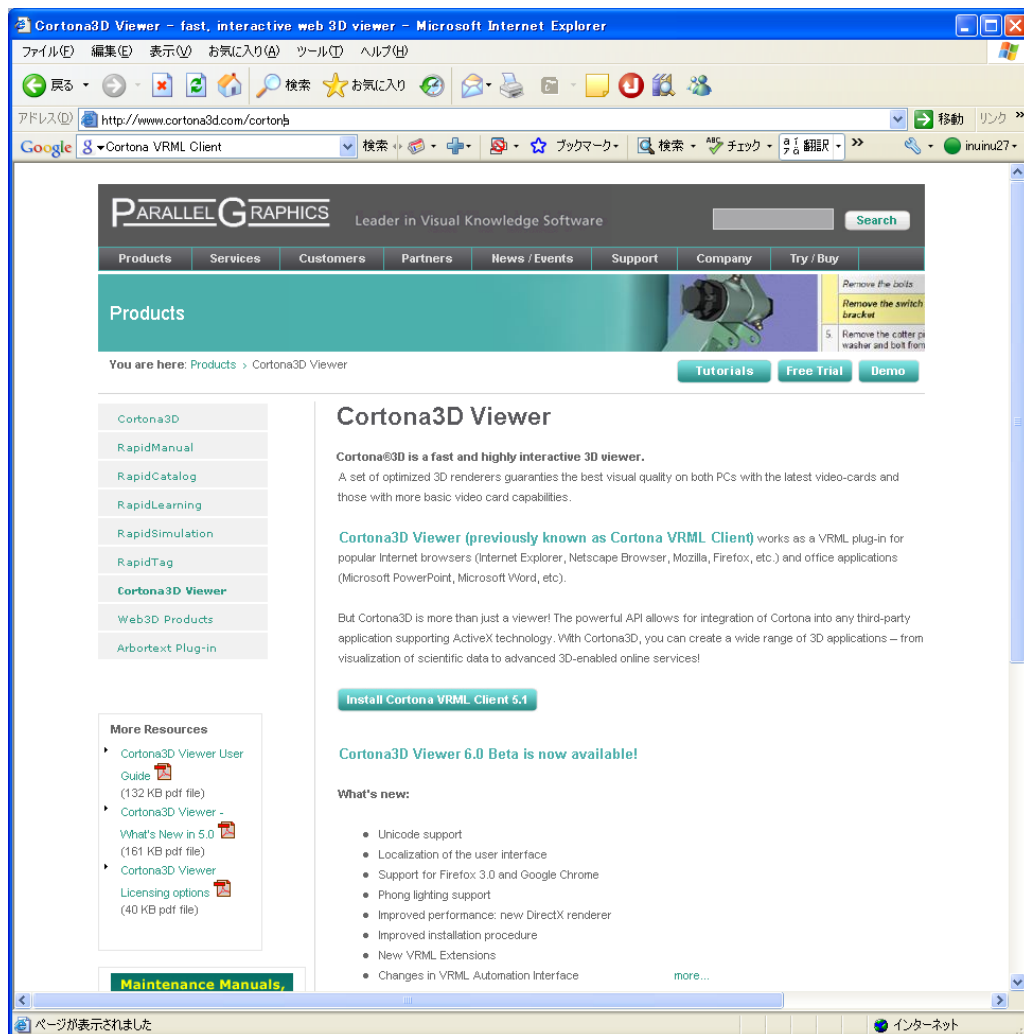 Cortona3D Viewer - fast, interactive web 3D viewer - Microsoft Internet Explorer
ファイル(F) 編集(E) 表示(V) お気に入り(A) ツール(T) ヘルプ(H)
戻る 検索 お気に入り
アドレス(D) http://www.cortona3d.com/cortona 移動 リンク »
Google Cortona VRML Client 検索 ブックマーク 検索 チェック 翻訳 » inuinu27
PARALLELGRAPHICS Leader in Visual Knowledge Software Search
Products Services Customers Partners News / Events Support Company Try / Buy
Products
Remove the bolts
Remove the switch
bracket
5. Remove the cotter pi
washer and bolt from
You are here: Products › Cortona3D Viewer
Tutorials Free Trial Demo
Cortona3D
RapidManual
RapidCatalog
RapidLearning
RapidSimulation
RapidTag
Cortona3D Viewer
Web3D Products
Arbortext Plug-in
More Resources
Cortona3D Viewer User
Guide
(132 KB pdf file)
Cortona3D Viewer -
What's New in 5.0
(161 KB pdf file)
Cortona3D Viewer
Licensing options
(40 KB pdf file)
Maintenance Manuals,
Cortona3D Viewer
Cortona®3D is a fast and highly interactive 3D viewer.
A set of optimized 3D renderers guaranties the best visual quality on both PCs with the latest video-cards and
those with more basic video card capabilities.
Cortona3D Viewer (previously known as Cortona VRML Client) works as a VRML plug-in for
popular Internet browsers (Internet Explorer, Netscape Browser, Mozilla, Firefox, etc.) and office applications
(Microsoft PowerPoint, Microsoft Word, etc).
But Cortona3D is more than just a viewer! The powerful API allows for integration of Cortona into any third-party
application supporting ActiveX technology. With Cortona3D, you can create a wide range of 3D applications – from
visualization of scientific data to advanced 3D-enabled online services!
Install Cortona VRML Client 5.1
Cortona3D Viewer 6.0 Beta is now available!
What's new:
Unicode support
Localization of the user interface
Support for Firefox 3.0 and Google Chrome
Phong lighting support
Improved performance: new DirectX renderer
Improved installation procedure
New VRML Extensions
Changes in VRML Automation Interface more...
ページが表示されました インターネット